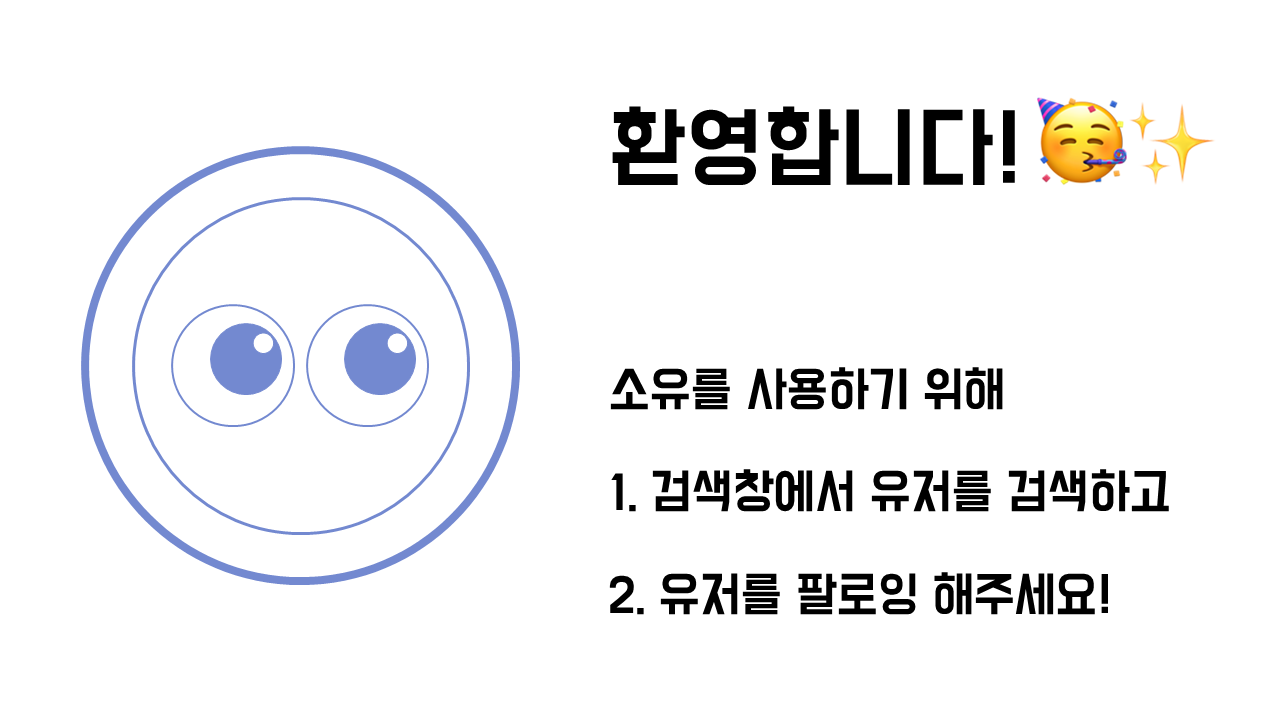 환영합니다! 🥳✨
소유를 사용하기 위해
1. 검색창에서 유저를 검색하고
2. 유저를 팔로잉 해주세요!